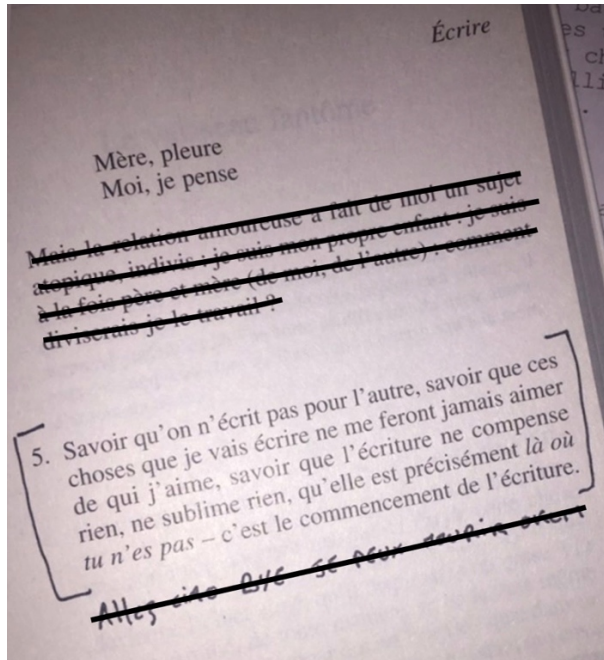 Écrire
Mère, pleure
Moi, je pense
Mais la relation amoureuse a fait de moi un sujet
atopique, indivis : je suis mon propre enfant : je suis
à la fois père et mère (de moi, de l'autre) : comment
diviserais-je le travail ?
5. Savoir qu'on n'écrit pas pour l'autre, savoir que ces
choses que je vais écrire ne me feront jamais aimer
de qui j'aime, savoir que l'écriture ne compense
rien, ne sublime rien, qu'elle est précisément là où
tu n'es pas – c'est le commencement de l'écriture.